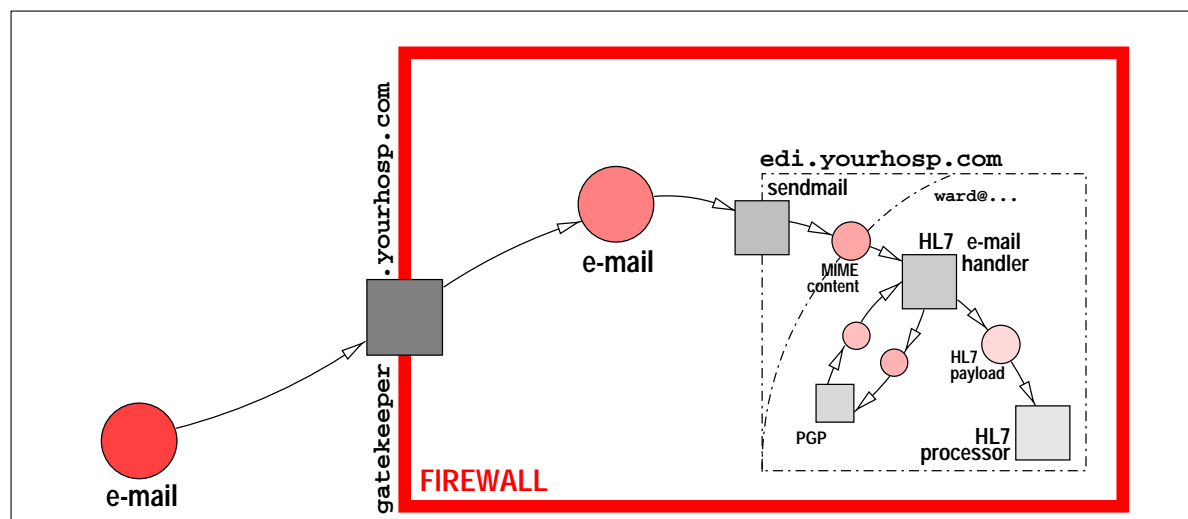 gatekeeper.yourhosp.com
edi.yourhosp.com
sendmail
ward@...
e-mail
HL7 e-mail
handler
MIME
content
HL7
payload
PGP
HL7
processor
e-mail
FIREWALL